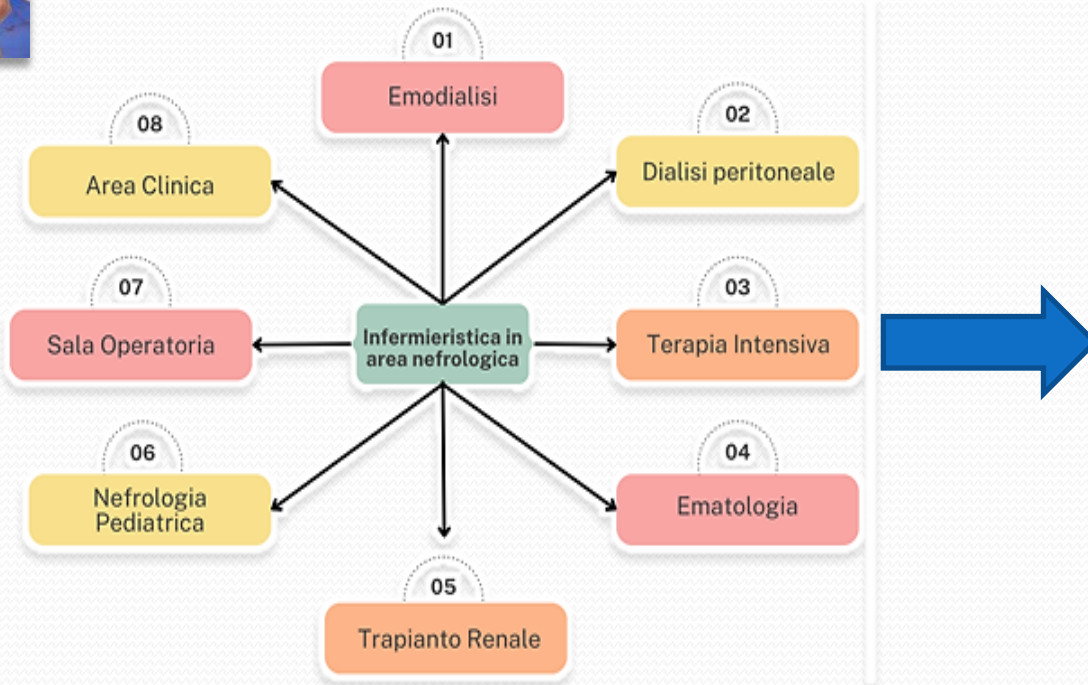 01
Emodialisi
02
Dialisi peritoneale
03
Terapia Intensiva
04
Ematologia
05
Trapianto Renale
06
Nefrologia
Pediatrica
07
Sala Operatoria
08
Area Clinica
Infermieristica in
area nefrologica